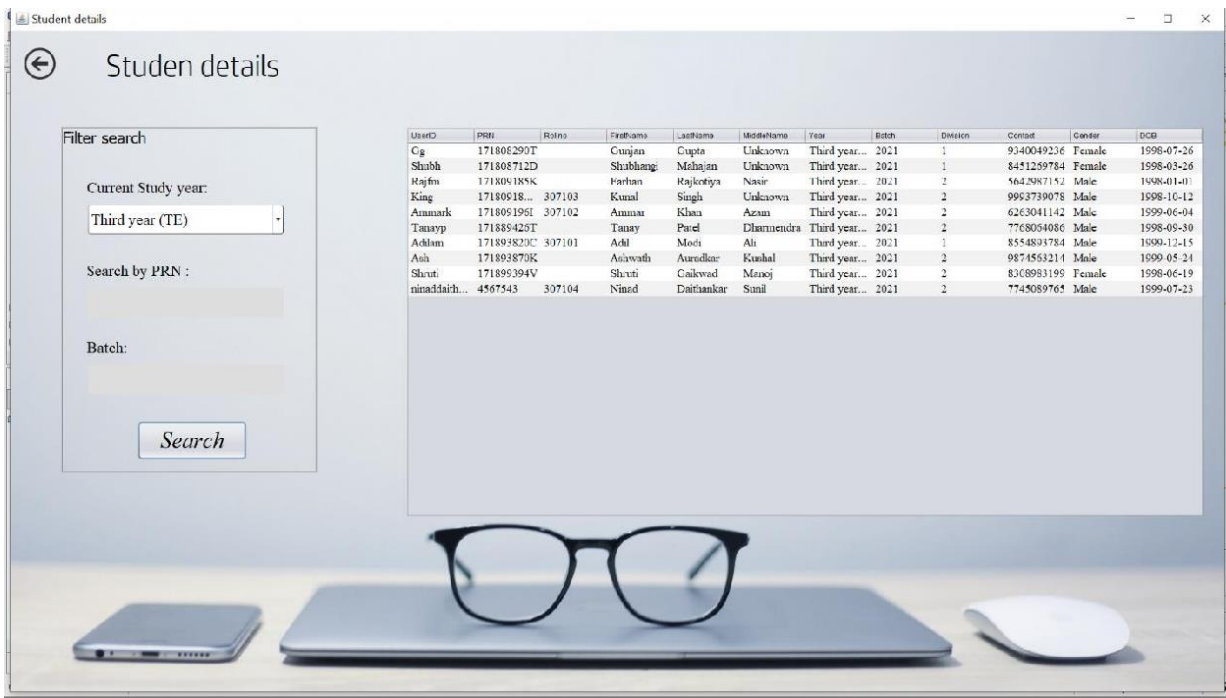 Student details
Studen details
Filter search
Current Study year:
Third year (TE)
Search by PRN :
Batch:
Search
UserID PRN Rolno FirstName LastName MiddleName Year Batch Division Contact Gender DOB
Gg 171808290T Gunjan Gupta Unknown Third year... 2021 1 9340049236 Female 1998-07-26
Shubh 171808712D Shubhangi Mahajan Unknown Third year... 2021 1 8451269784 Female 1998-03-26
Rajfm 171809185K Farhan Rajkotiya Nasir Third year... 2021 2 5642987152 Male 1998-01-01
King 17180918... 307103 Kunal Singh Unknown Third year... 2021 2 9993739078 Male 1998-10-12
Ammark 171809196I 307102 Ammar Khan Azam Third year... 2021 2 6263041142 Male 1999-06-04
Tanayp 171889426T Tanay Patel Dharmendra Third year... 2021 2 7768064086 Male 1998-09-30
Adilam 171893820C 307101 Adil Modi Ali Third year... 2021 1 8554893784 Male 1999-12-15
Ash 171893870K Ashwath Auradkar Kushal Third year... 2021 2 9874563214 Male 1999-05-24
Shruti 171899394V Shruti Gaikwad Manoj Third year... 2021 2 8308983199 Female 1998-06-19
ninaddaith... 4567543 307104 Ninad Daithankar Sunil Third year... 2021 2 7745089765 Male 1999-07-23